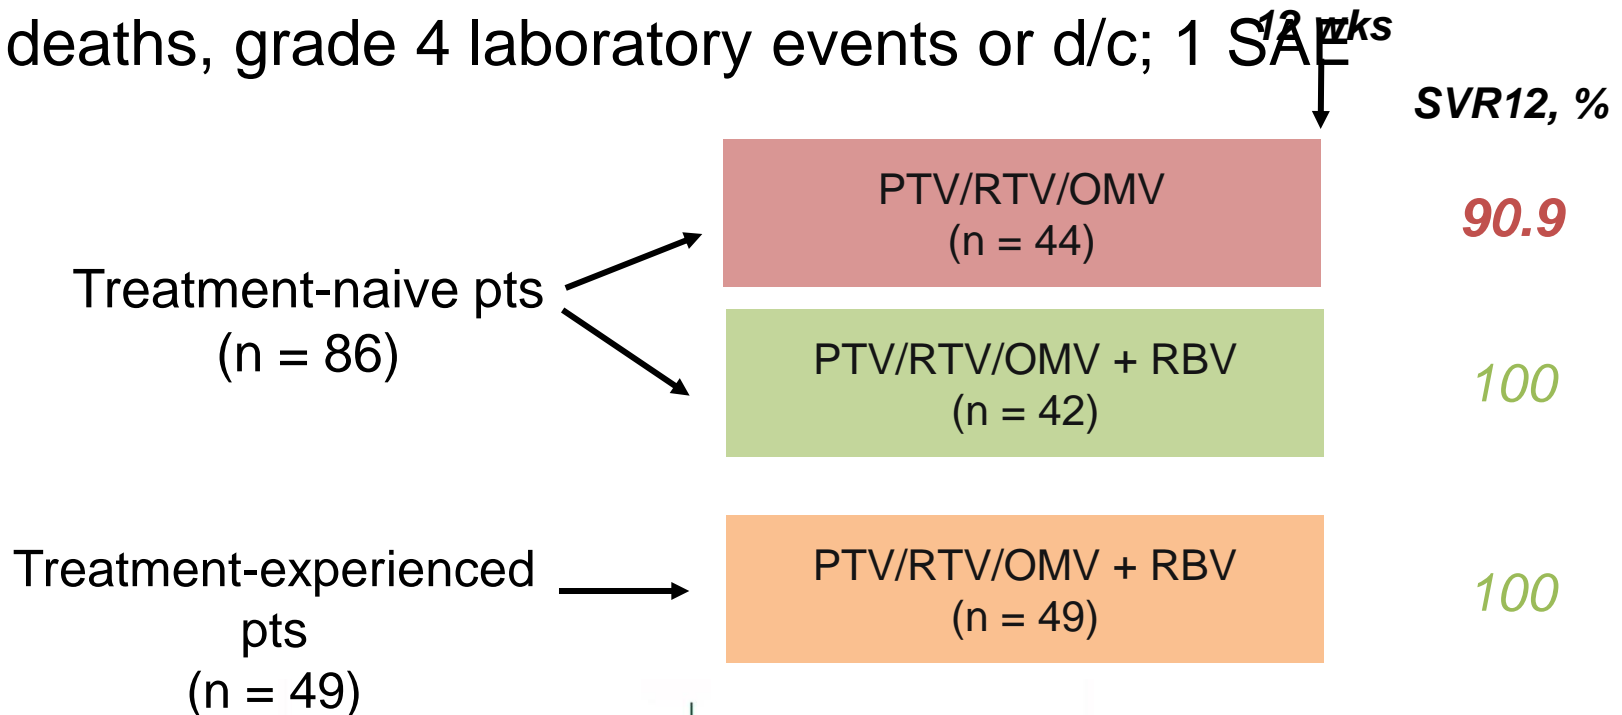 deaths, grade 4 laboratory events or d/c; 1 SAE
12 wks
SVR12, %
PTV/RTV/OMV
(n = 44)
90.9
Treatment-naive pts
(n = 86)
PTV/RTV/OMV + RBV
(n = 42)
100
Treatment-experienced
pts
(n = 49)
PTV/RTV/OMV + RBV
(n = 49)
100